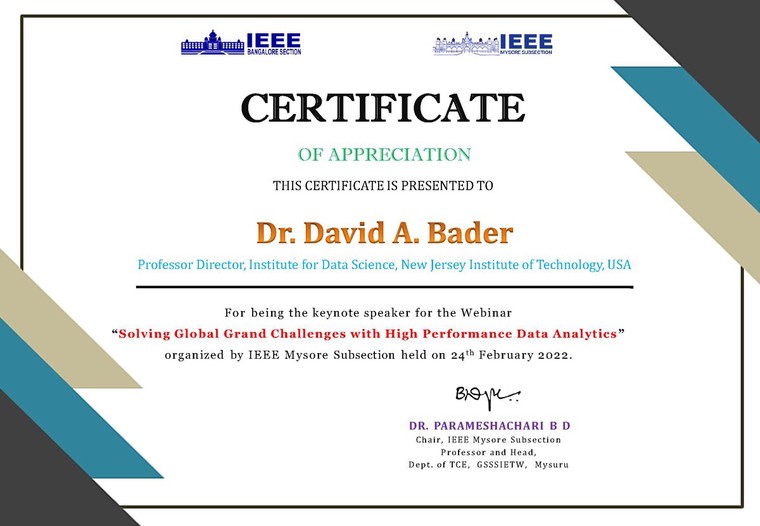 IEEE
BANGALORE SECTION
IEEE
MYSORE SUBSECTION
CERTIFICATE
OF APPRECIATION
THIS CERTIFICATE IS PRESENTED TO
Dr. David A. Bader
Professor Director, Institute for Data Science, New Jersey Institute of Technology, USA
For being the keynote speaker for the Webinar
“Solving Global Grand Challenges with High Performance Data Analytics”
organized by IEEE Mysore Subsection held on 24th February 2022.
DR. PARAMESHACHARI B D
Chair, IEEE Mysore Subsection
Professor and Head,
Dept. of TCE, GSSSIETW, Mysuru